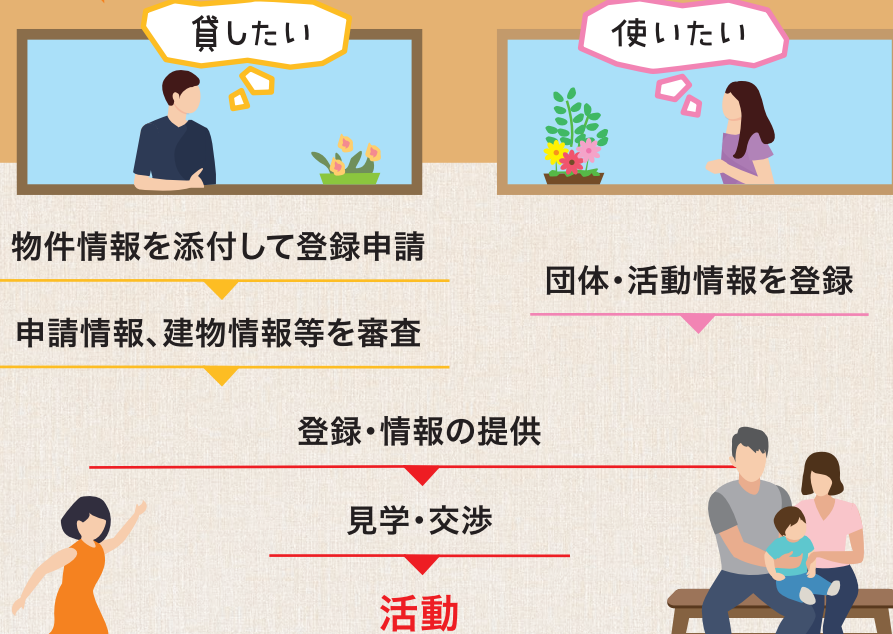 貸したい
使いたい
物件情報を添付して登録申請
団体・活動情報を登録
申請情報、建物情報等を審査
登録・情報の提供
見学・交渉
活動